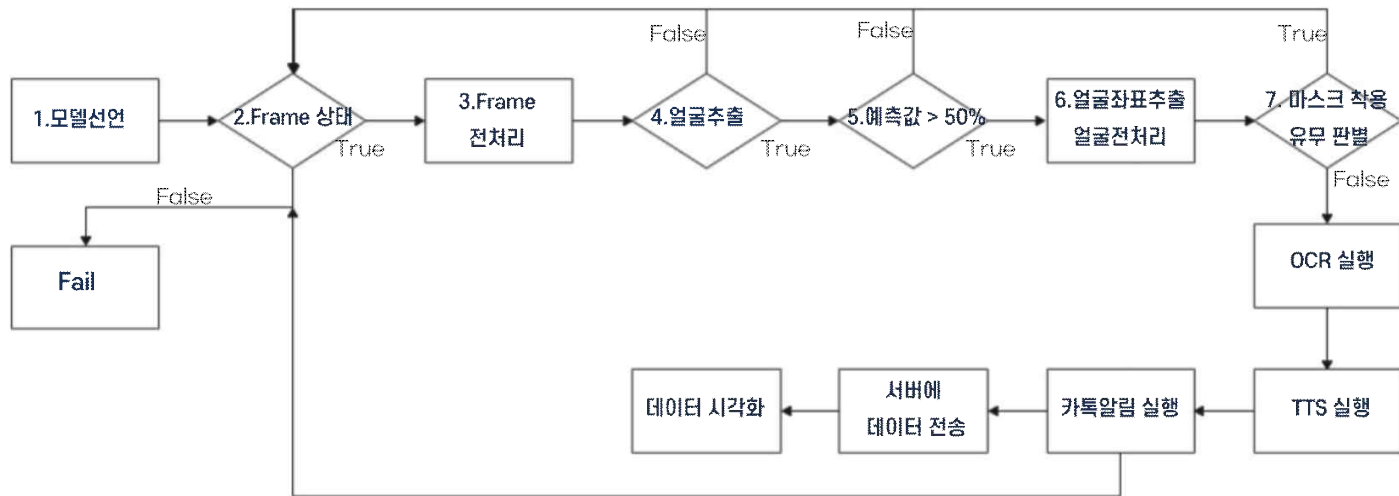 False
False
True
1.모델선언
2.Frame 상태
3.Frame
전처리
4.얼굴추출
5.예측값 > 50%
6.얼굴좌표추출
얼굴전처리
7. 마스크 착용
유무 판별
True
True
True
False
False
Fail
OCR 실행
데이터 시각화
서버에
데이터 전송
카톡알림 실행
TTS 실행